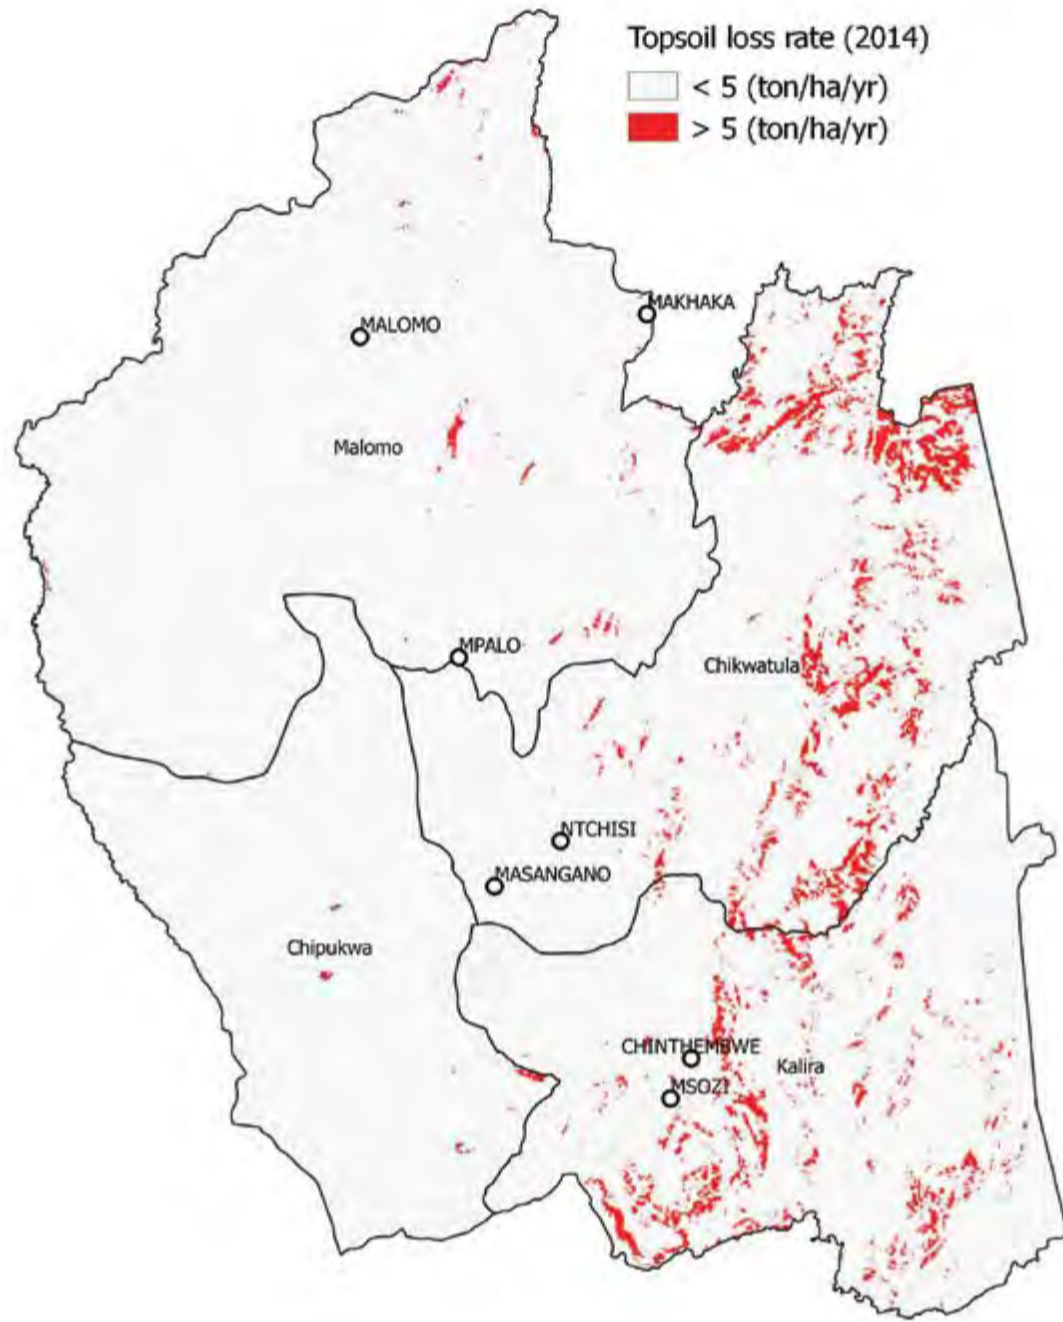 Topsoil loss rate (2014)
< 5 (ton/ha/yr)
> 5 (ton/ha/yr)
MAKHAKA
MALOMO
Malomo
MPALO
Chikwatula
NTCHISI
MASANGANO
Chipukwa
CHINTHEMBWE
Kalira
MSOZI